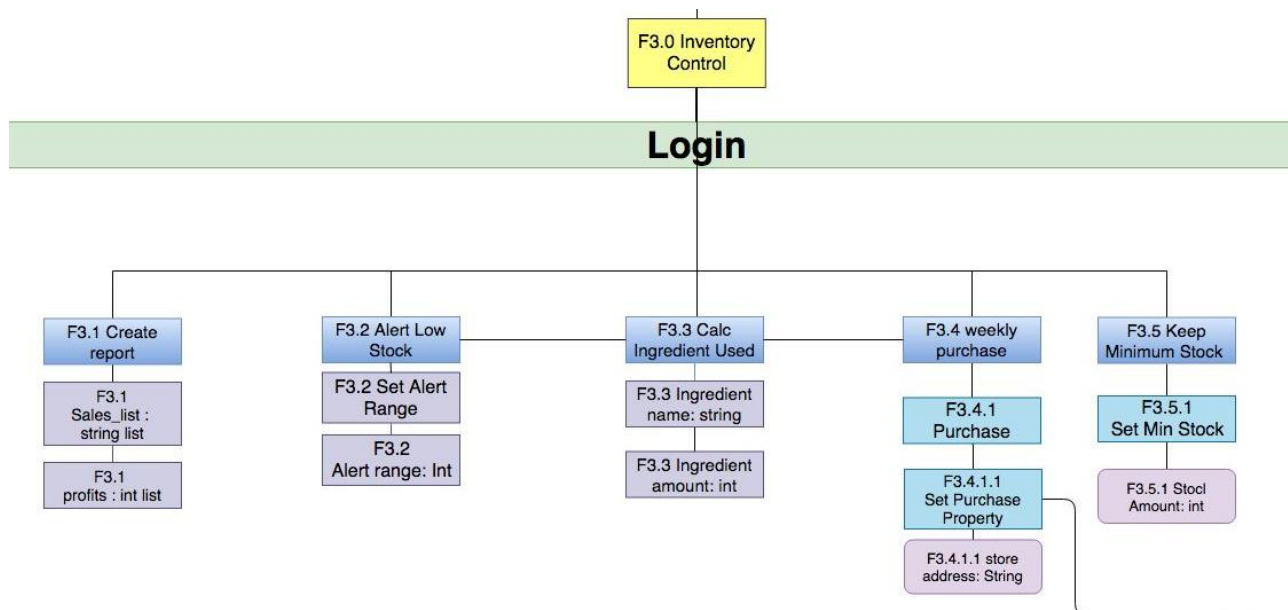 F3.0 Inventory
Control
Login
F3.1 Create
report
F3.2 Alert Low
Stock
F3.3 Calc
Ingredient Used
F3.4 weekly
purchase
F3.5 Keep
Minimum Stock
F3.1
Sales_list :
string list
F3.1
profits : int list
F3.2 Set Alert
Range
F3.2
Alert range: Int
F3.3 Ingredient
name: string
F3.3 Ingredient
amount: int
F3.4.1
Purchase
F3.4.1.1
Set Purchase
Property
F3.4.1.1 store
address: String
F3.5.1
Set Min Stock
F3.5.1 Stocl
Amount: int